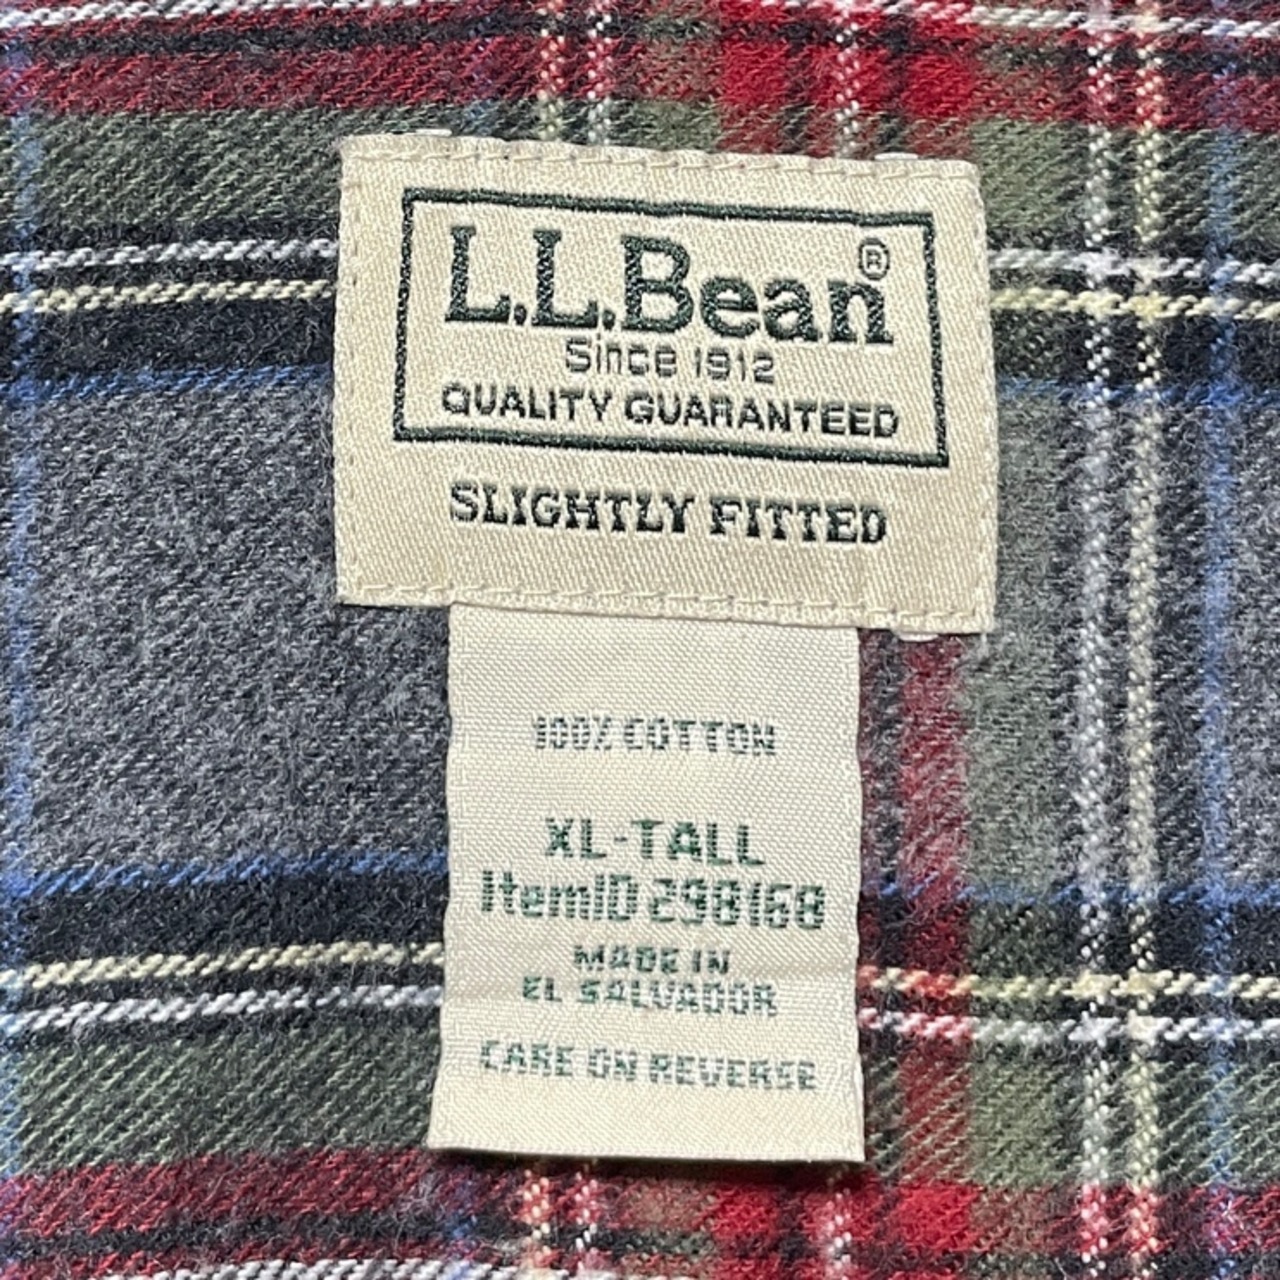 L.L.Bean®
Since 1912
QUALITY GUARANTEED
SLIGHTLY FITTED
100% COTTON
XL-TALL
ItemID 298168
MADE IN
EL SALVADOR
CARE ON REVERSE